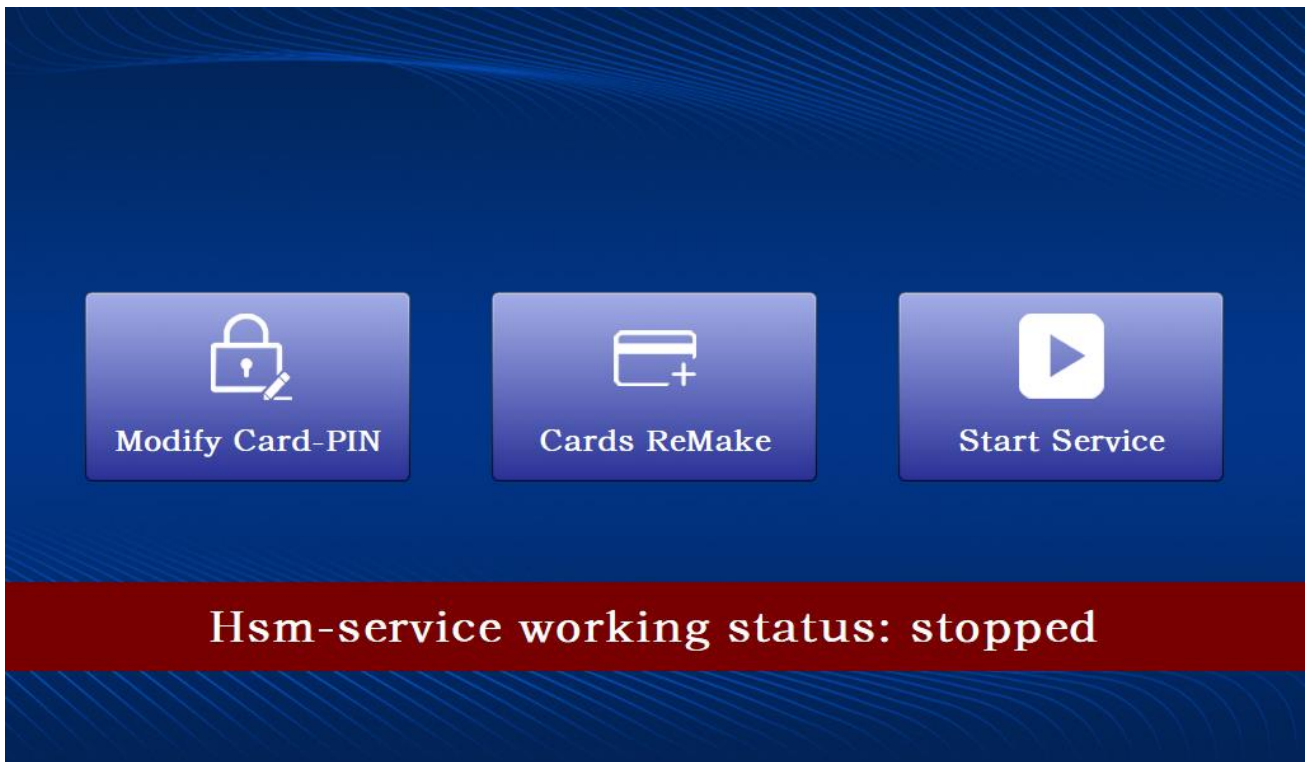 Modify Card-PIN
Cards ReMake
Start Service
Hsm-service working status: stopped